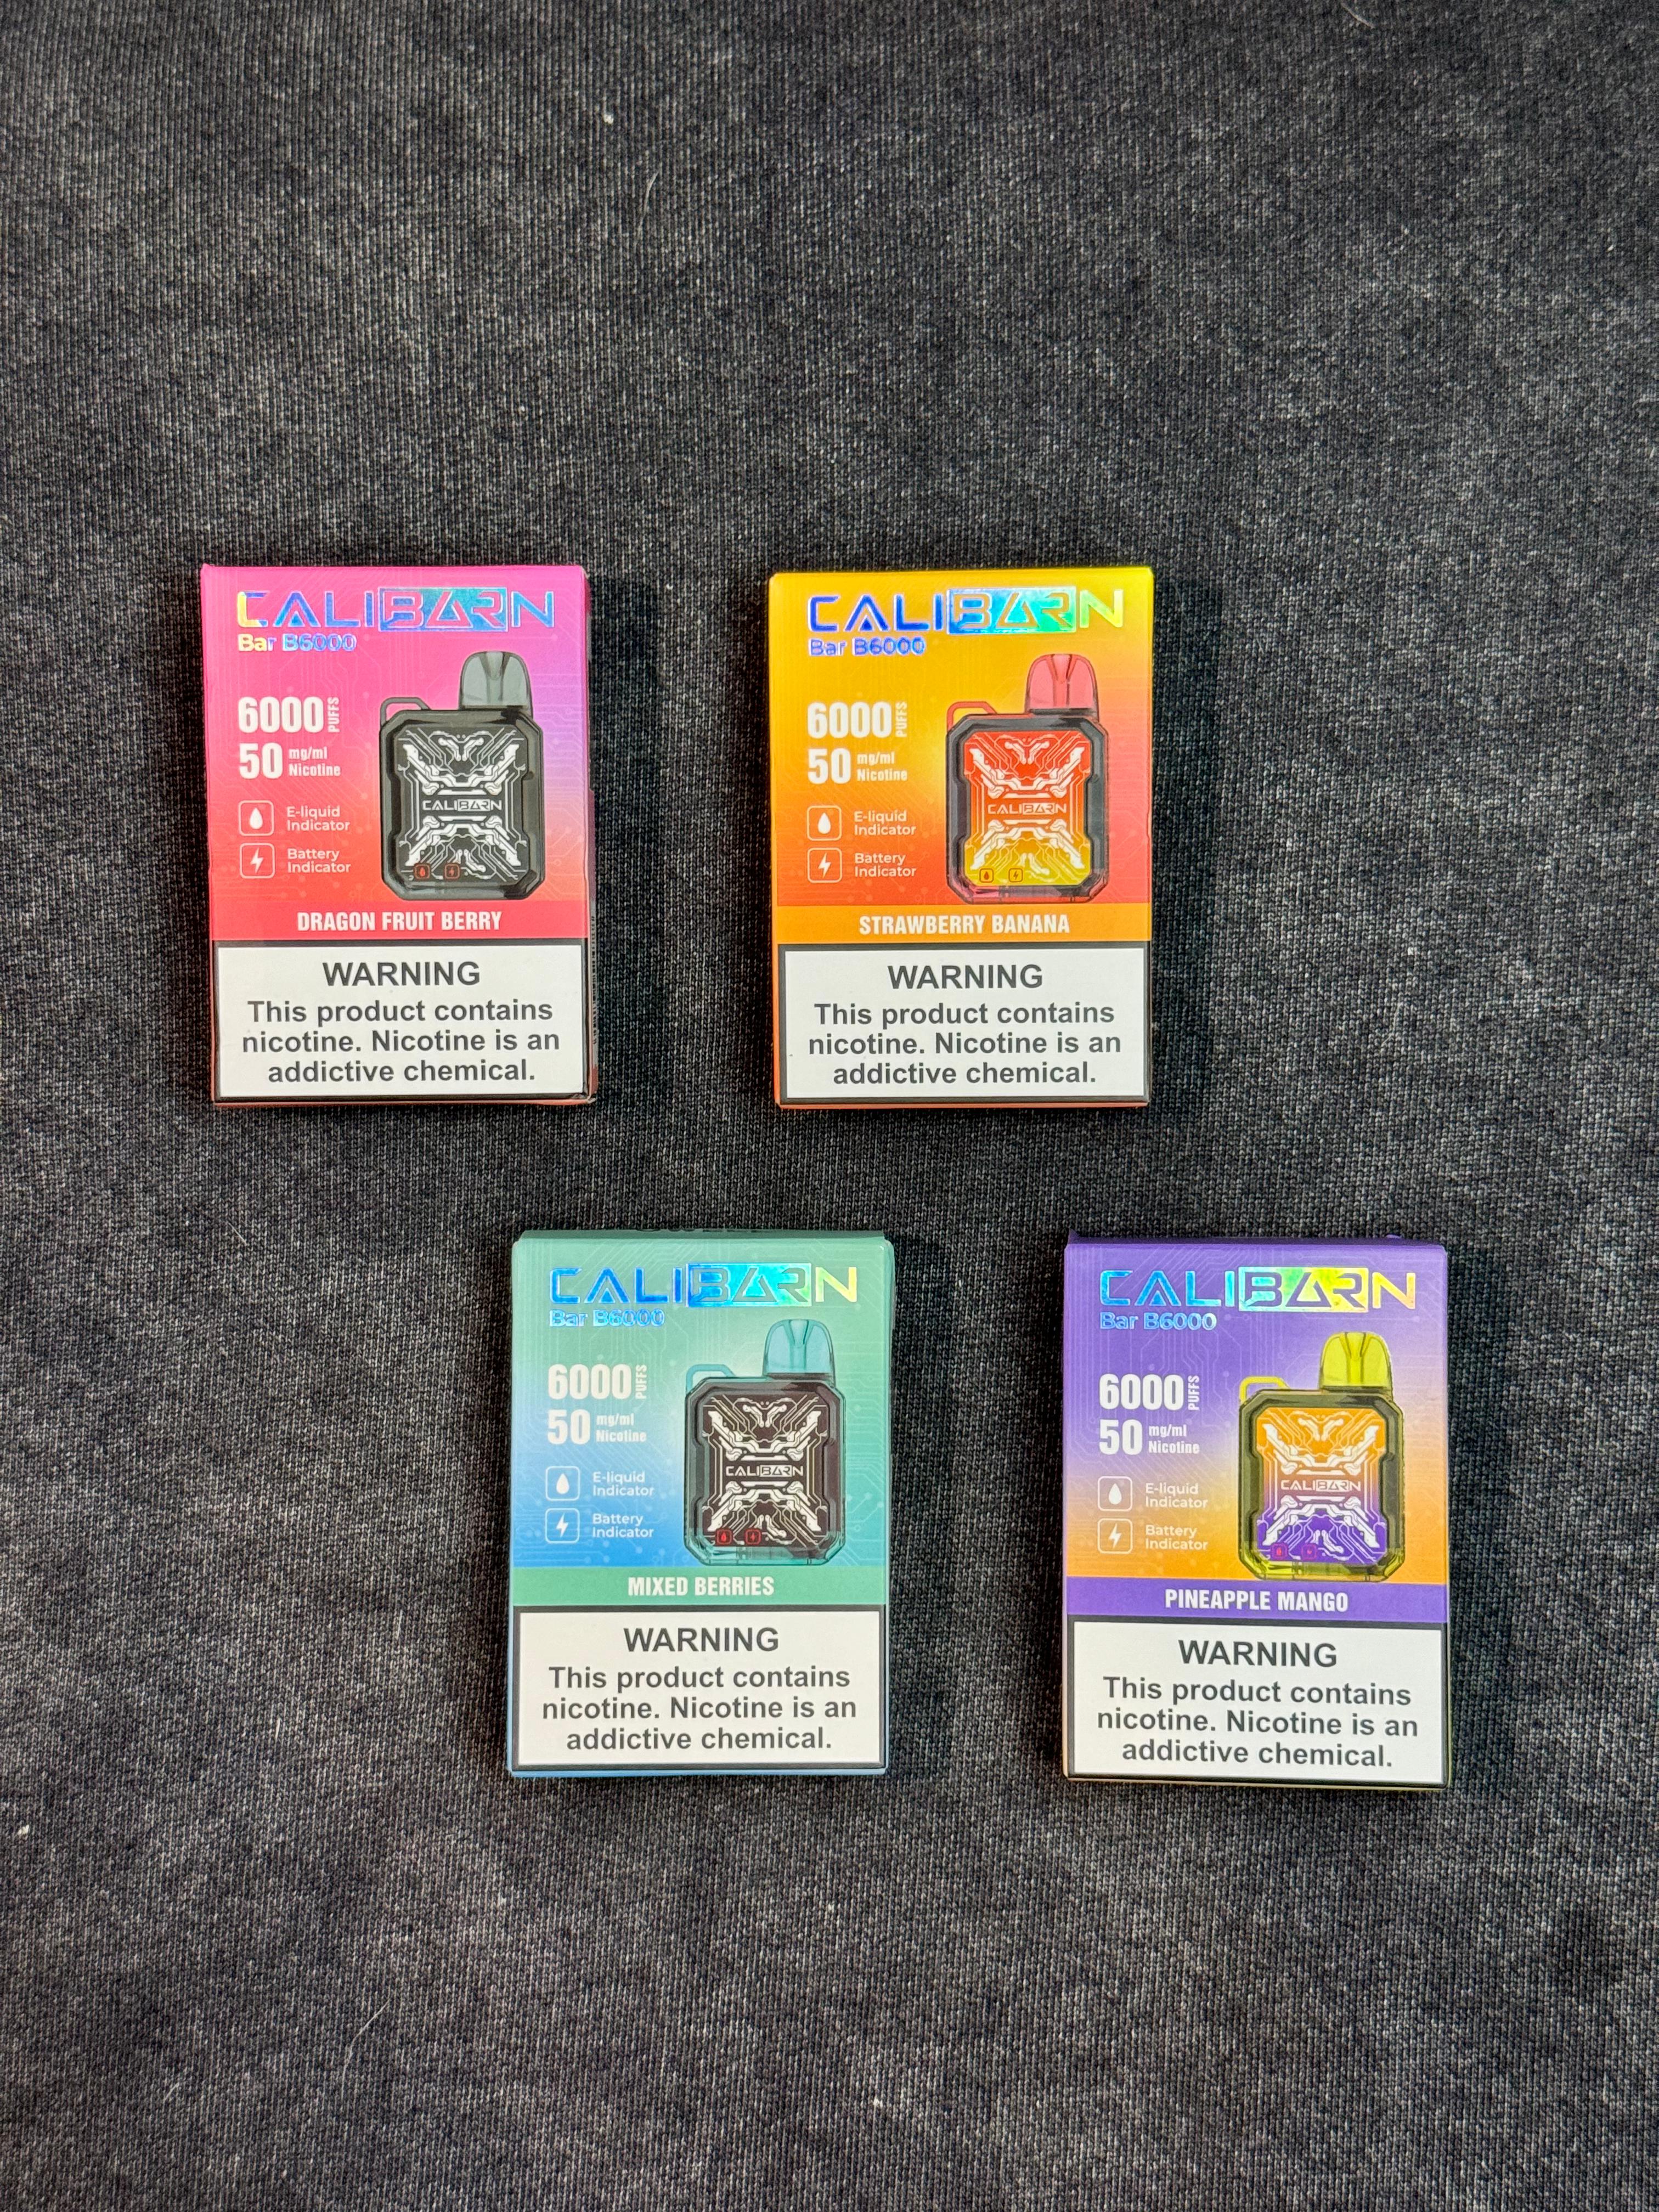 CALIBARN
Bar B6000
6000 PUFFS
50 mg/ml Nicotine
CALIBARN
E-liquid Indicator
Battery Indicator
DRAGON FRUIT BERRY
WARNING
This product contains
nicotine. Nicotine is an
addictive chemical.
CALIBARN
Bar B6000
6000 PUFFS
50 mg/ml Nicotine
CALIBARN
E-liquid Indicator
Battery Indicator
STRAWBERRY BANANA
WARNING
This product contains
nicotine. Nicotine is an
addictive chemical.
CALIBARN
Bar B6000
6000 PUFFS
50 mg/ml Nicotine
CALIBARN
E-liquid Indicator
Battery Indicator
MIXED BERRIES
WARNING
This product contains
nicotine. Nicotine is an
addictive chemical.
CALIBARN
Bar B6000
6000 PUFFS
50 mg/ml Nicotine
CALIBARN
E-liquid Indicator
Battery Indicator
PINEAPPLE MANGO
WARNING
This product contains
nicotine. Nicotine is an
addictive chemical.